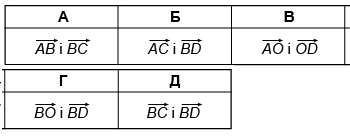 А Б В
AB і BC AC і BD AO і OD
Г Д
BO і BD BC і BD